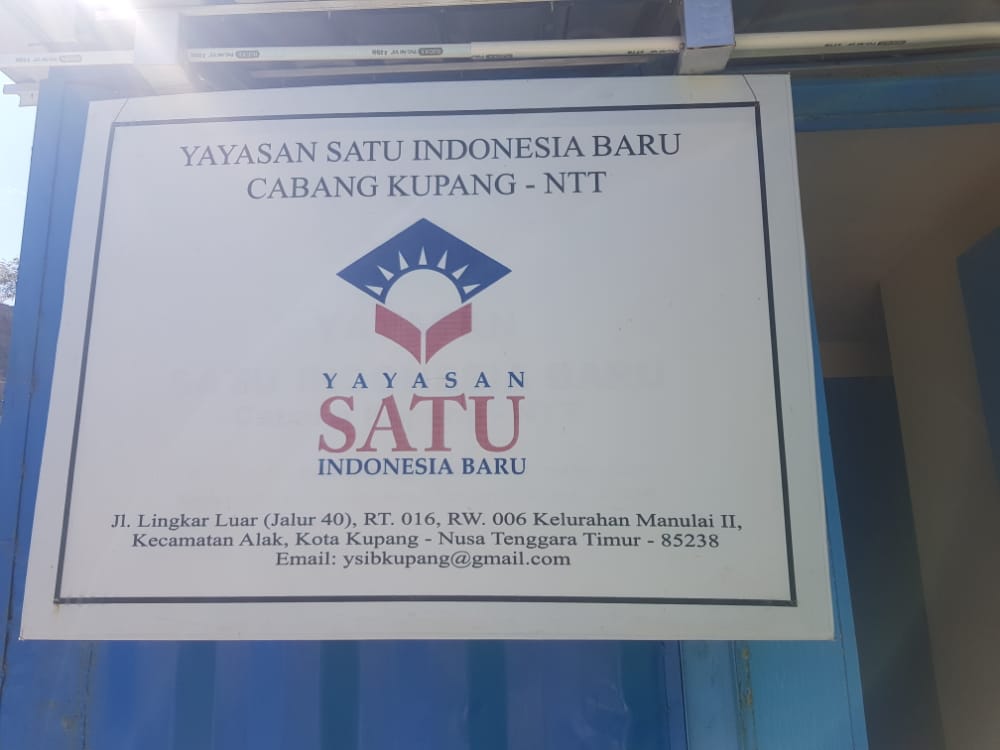 YAYASAN SATU INDONESIA BARU
CABANG KUPANG - NTT
YAYASAN
SATU
INDONESIA BARU
Jl. Lingkar Luar (Jalur 40), RT. 016, RW. 006 Kelurahan Manulai II,
Kecamatan Alak, Kota Kupang - Nusa Tenggara Timur - 85238
Email: ysibkupang@gmail.com